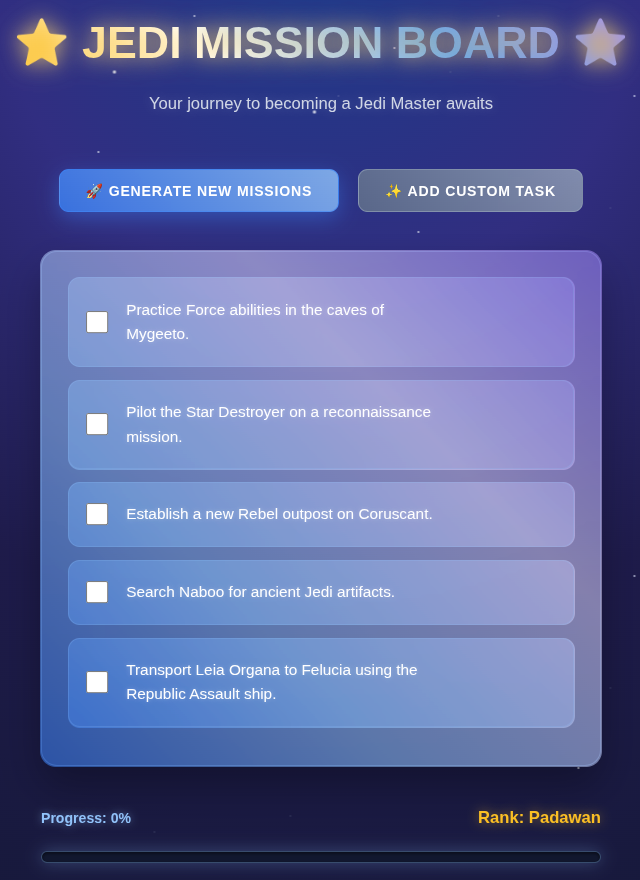 ⭐ JEDI MISSION BOARD ⭐
Your journey to becoming a Jedi Master awaits
🚀 GENERATE NEW MISSIONS
✨ ADD CUSTOM TASK
Practice Force abilities in the caves of
Mygeeto.
Pilot the Star Destroyer on a reconnaissance
mission.
Establish a new Rebel outpost on Coruscant.
Search Naboo for ancient Jedi artifacts.
Transport Leia Organa to Felucia using the
Republic Assault ship.
Progress: 0%
Rank: Padawan